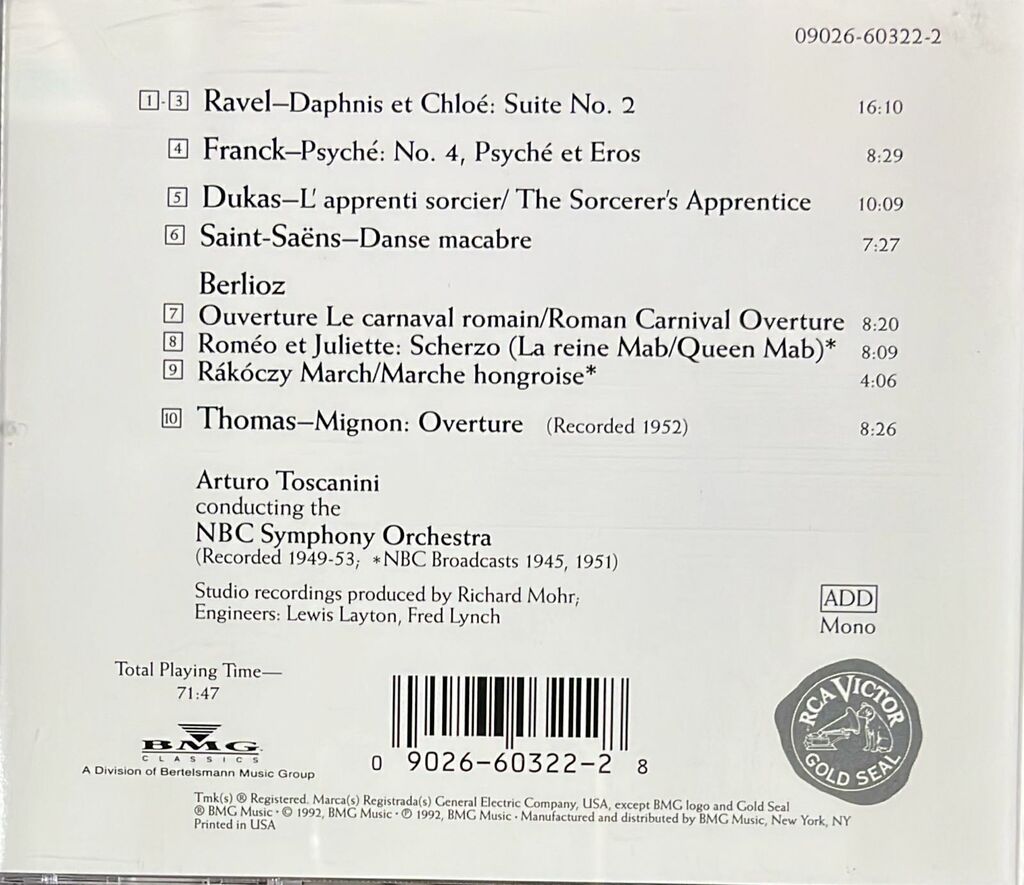 09026-60322-2
1-3 Ravel–Daphnis et Chloé: Suite No. 2 16:10
4 Franck–Psyché: No. 4, Psyché et Eros 8:29
5 Dukas–L' apprenti sorcier/ The Sorcerer's Apprentice 10:09
6 Saint-Saëns–Danse macabre 7:27
Berlioz
7 Ouverture Le carnaval romain/Roman Carnival Overture 8:20
8 Roméo et Juliette: Scherzo (La reine Mab/Queen Mab)* 8:09
9 Rákóczy March/Marche hongroise* 4:06
10 Thomas–Mignon: Overture (Recorded 1952) 8:26
Arturo Toscanini
conducting the
NBC Symphony Orchestra
(Recorded 1949-53; *NBC Broadcasts 1945, 1951)
Studio recordings produced by Richard Mohr;
Engineers: Lewis Layton, Fred Lynch
ADD
Mono
Total Playing Time—
71:47
BMG
CLASSICS
A Division of Bertelsmann Music Group
0 9026-60322-2 8
RCA VICTOR
GOLD SEAL
Tmk(s) ® Registered. Marca(s) Registrada(s) General Electric Company, USA, except BMG logo and Gold Seal
® BMG Music · © 1992, BMG Music · ℗ 1992, BMG Music · Manufactured and distributed by BMG Music, New York, NY
Printed in USA